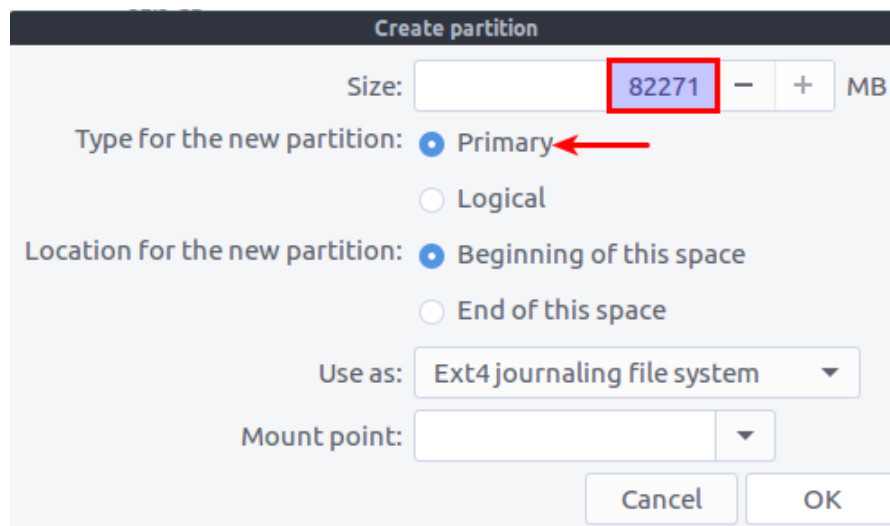 Create partition
Size: 82271 − + MB
Type for the new partition: Primary
Logical
Location for the new partition: Beginning of this space
End of this space
Use as: Ext4 journaling file system
Mount point:
Cancel OK